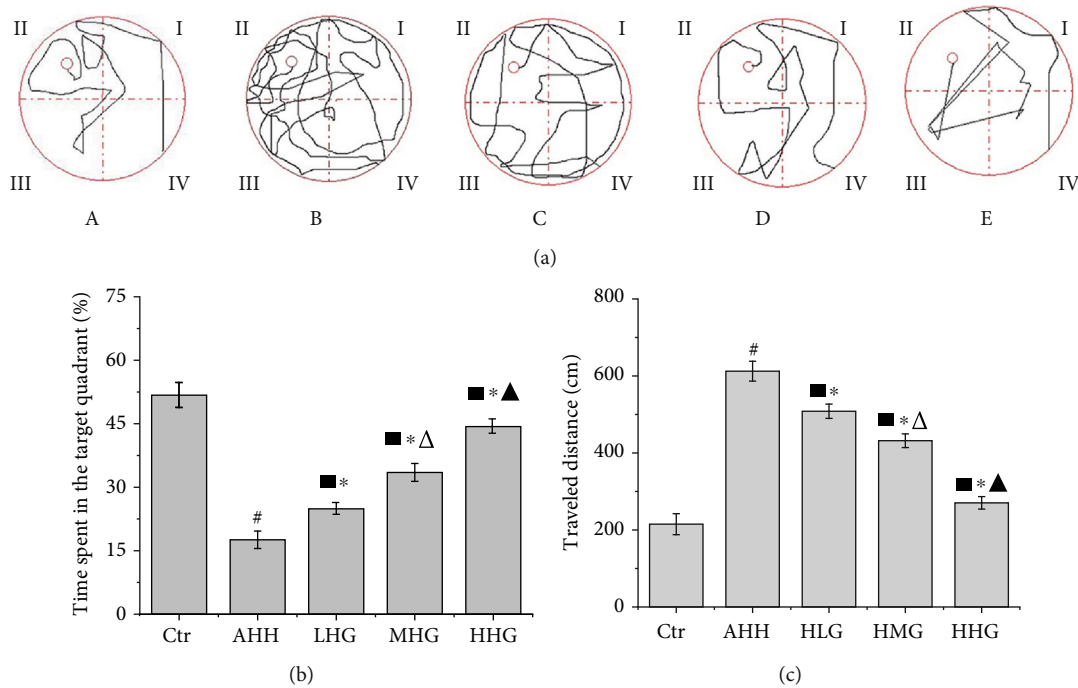 II I II I II I II I II I
III IV III IV III IV III IV III IV
A B C D E
(a)
Time spent in the target quadrant (%)
75
60
45
30
15
0
#
■ *
■ * Δ
■ * ▲
Ctr AHH LHG MHG HHG
(b)
Traveled distance (cm)
800
600
400
200
0
#
■ *
■ * Δ
■ * ▲
Ctr AHH HLG HMG HHG
(c)